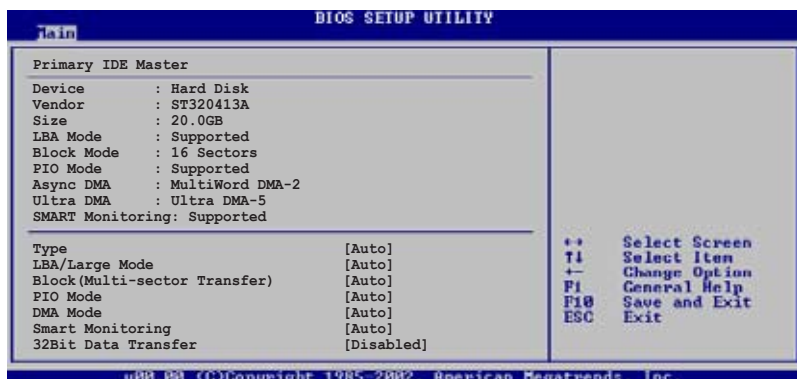 BIOS SETUP UTILITY
Main
Primary IDE Master
Device : Hard Disk
Vendor : ST320413A
Size : 20.0GB
LBA Mode : Supported
Block Mode : 16 Sectors
PIO Mode : Supported
Async DMA : MultiWord DMA-2
Ultra DMA : Ultra DMA-5
SMART Monitoring: Supported
Type [Auto]
LBA/Large Mode [Auto]
Block(Multi-sector Transfer) [Auto]
PIO Mode [Auto]
DMA Mode [Auto]
Smart Monitoring [Auto]
32Bit Data Transfer [Disabled]
←→ Select Screen
↑↓ Select Item
+- Change Option
F1 General Help
F10 Save and Exit
ESC Exit
v00.00 (C)Copyright 1985-2002, American Megatrends, Inc.